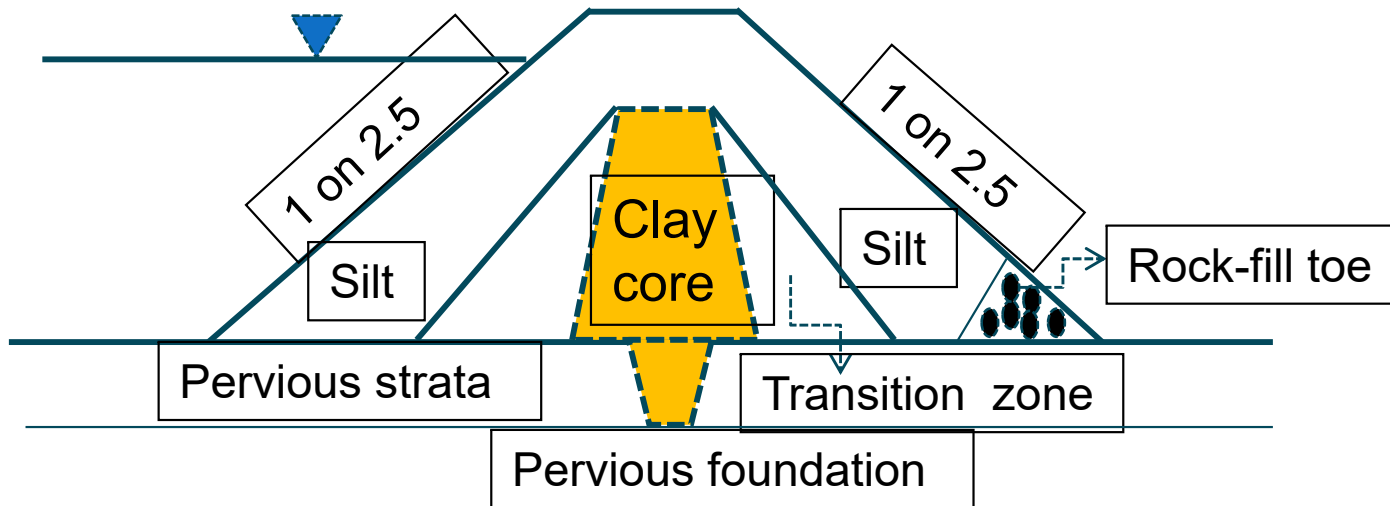 1 on 2.5
1 on 2.5
Clay
core
Silt
Silt
Rock-fill toe
Pervious strata
Transition zone
Pervious foundation